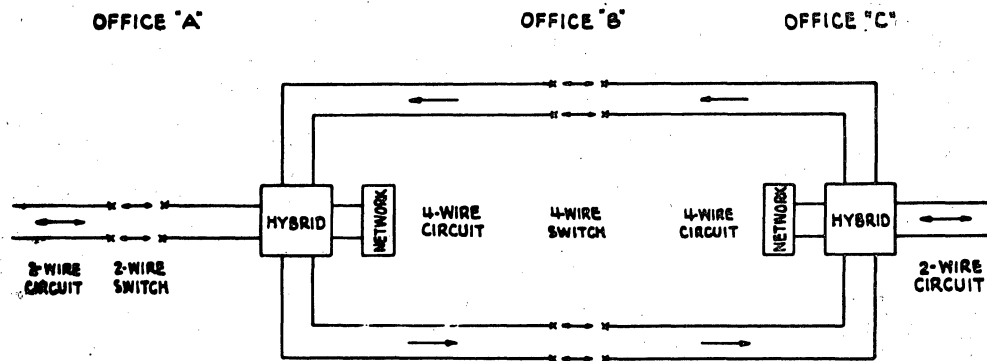 OFFICE "A"
OFFICE "B"
OFFICE "C"
HYBRID
NETWORK
4-WIRE
CIRCUIT
4-WIRE
SWITCH
4-WIRE
CIRCUIT
NETWORK
HYBRID
2-WIRE
CIRCUIT
2-WIRE
SWITCH
2-WIRE
CIRCUIT